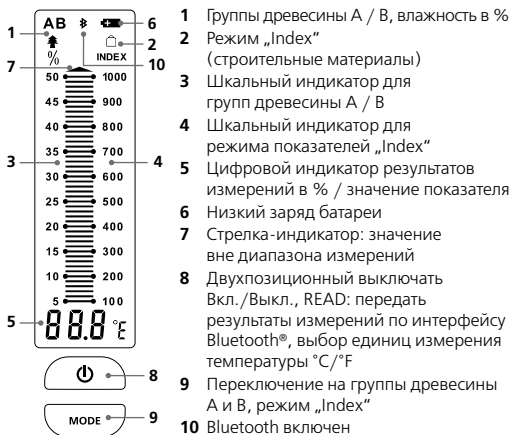 AB
6
1
2
%
INDEX
10
7
50 1000
45 900
40 800
35 700
3
4
30 600
25 500
20 400
15 300
10 200
5 100
5
88.8 °F
8
MODE
9
1 Группы древесины A / B, влажность в %
2 Режим „Index“
(строительные материалы)
3 Шкальный индикатор для
групп древесины A / B
4 Шкальный индикатор для
режима показателей „Index“
5 Цифровой индикатор результатов
измерений в % / значение показателя
6 Низкий заряд батареи
7 Стрелка-индикатор: значение
вне диапазона измерений
8 Двухпозиционный выключать
Вкл./Выкл., READ: передать
результаты измерений по интерфейсу
Bluetooth®, выбор единиц измерения
температуры °C/°F
9 Переключение на группы древесины
A и B, режим „Index“
10 Bluetooth включен